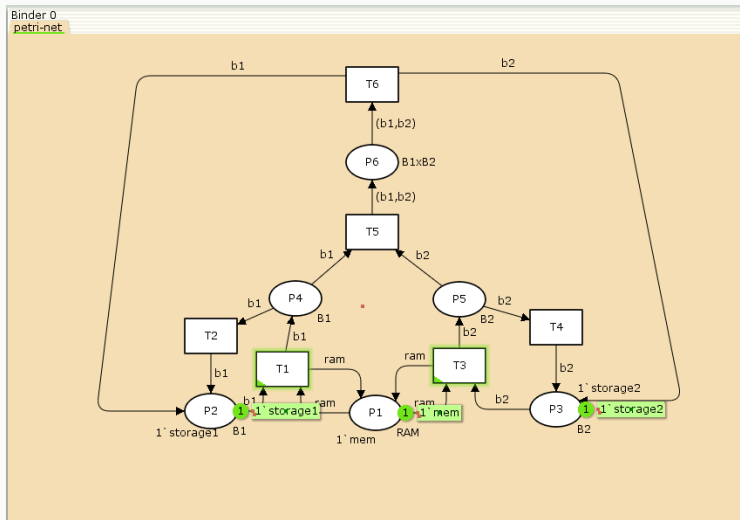 Binder 0
petri-net
b1
b2
T6
(b1,b2)
P6
B1xB2
(b1,b2)
T5
b1
b2
P4
P5
b1
B1
b2
B2
T2
T4
b1
b2
ram
ram
b1
T1
T3
b2
1`storage2
P2
1
b1
1`storage1
ram
P1
1
ram
1`mem
b2
P3
1
1`storage2
1`storage1
B1
1`mem
RAM
B2